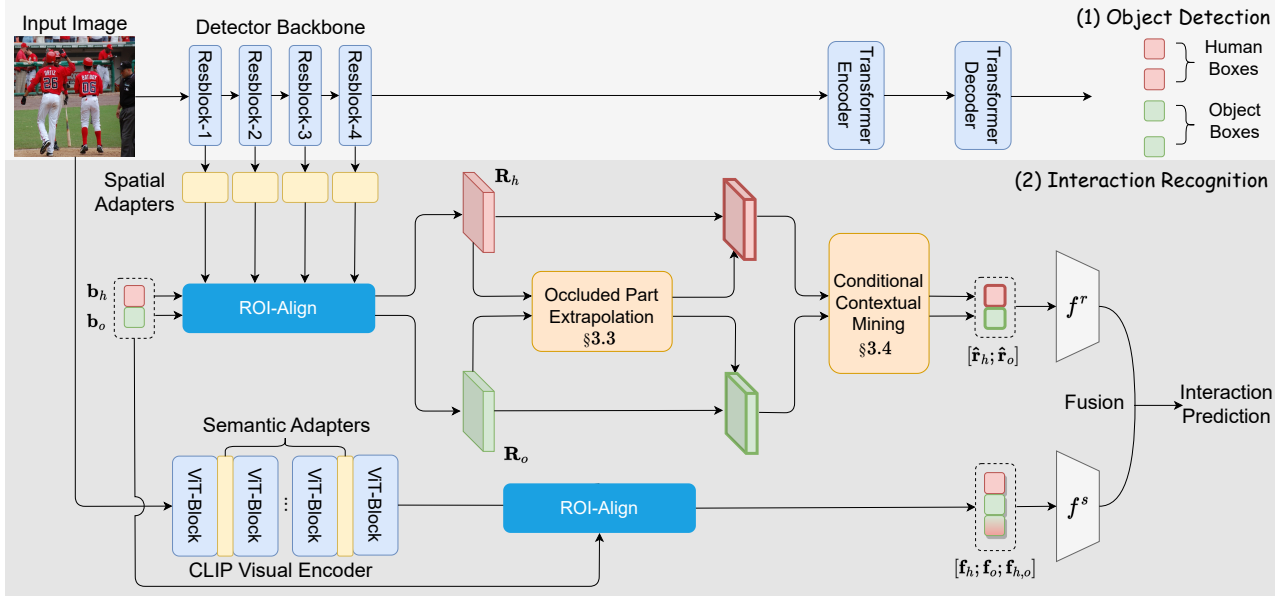 Input Image
Detector Backbone
(1) Object Detection
Resblock-1
Resblock-2
Resblock-3
Resblock-4
Transformer
Encoder
Transformer
Decoder
Human
Boxes
Object
Boxes
(2) Interaction Recognition
Spatial
Adapters
R_h
b_h
b_o
ROI-Align
Occluded Part
Extrapolation
§3.3
Conditional
Contextual
Mining
§3.4
[r̂_h; r̂_o]
f^r
R_o
Fusion
Interaction
Prediction
Semantic Adapters
ViT-Block
ViT-Block
...
ViT-Block
ViT-Block
CLIP Visual Encoder
ROI-Align
[f_h; f_o; f_{h,o}]
f^s
26